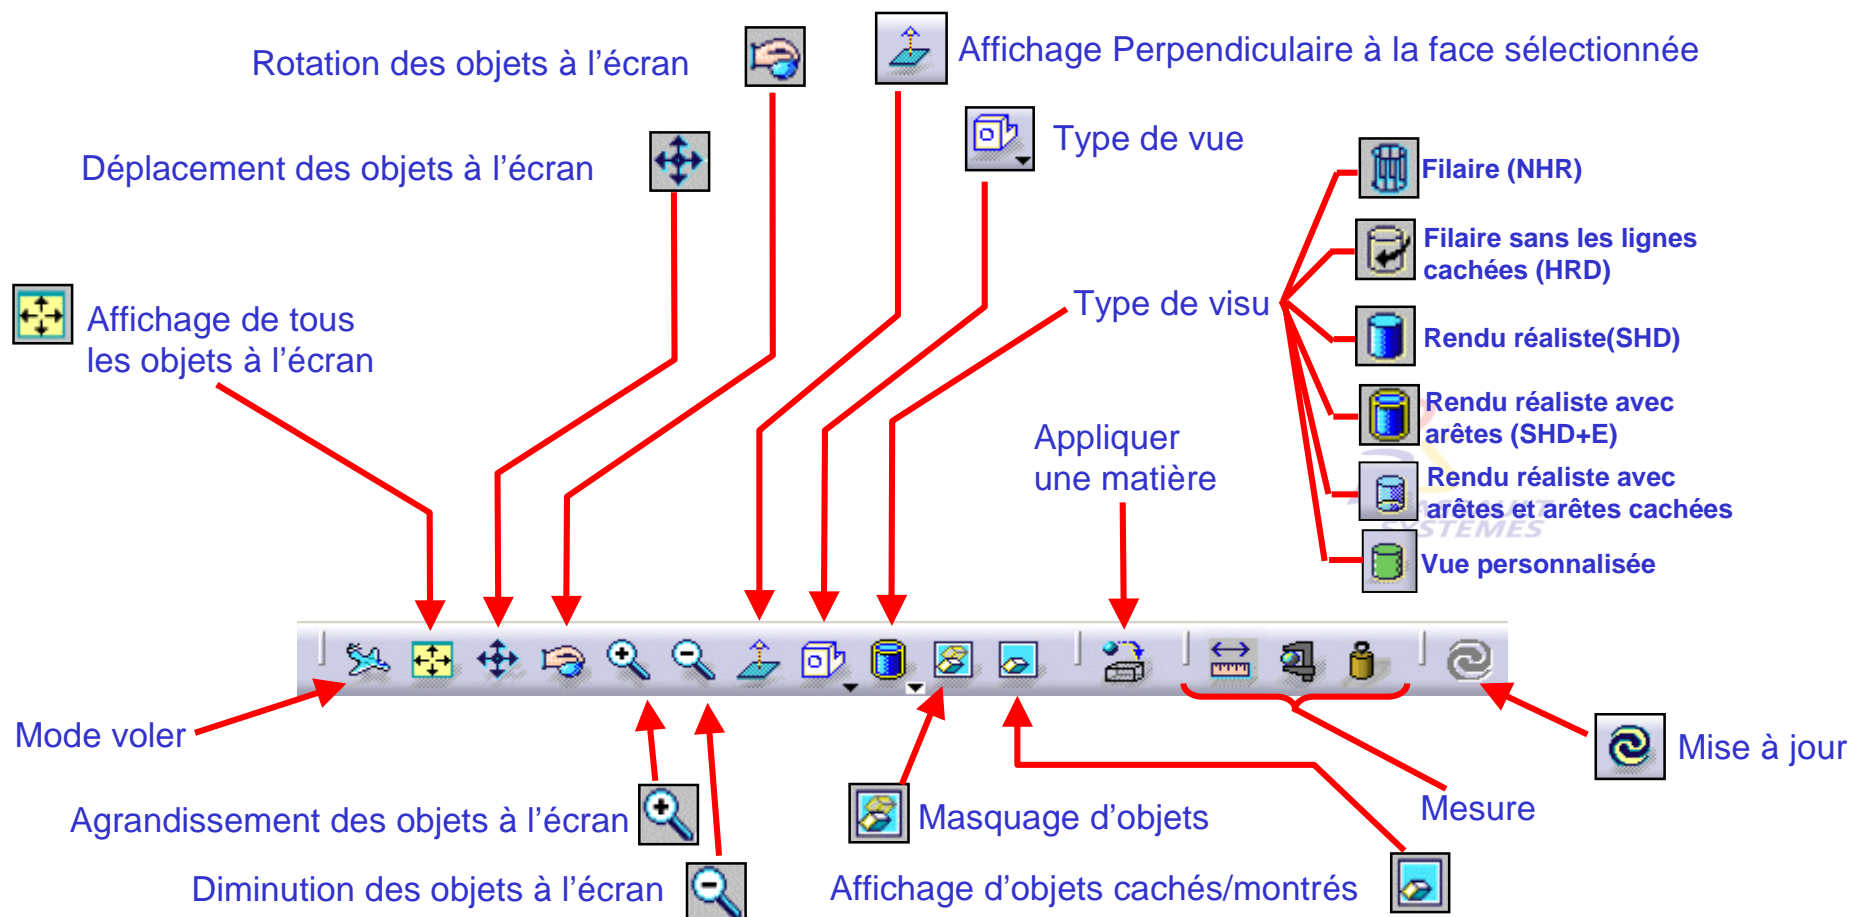 Rotation des objets à l’écran
Affichage Perpendiculaire à la face sélectionnée
Déplacement des objets à l’écran
Type de vue
Filaire (NHR)
Filaire sans les lignes
cachées (HRD)
Affichage de tous
les objets à l’écran
Type de visu
Rendu réaliste(SHD)
Rendu réaliste avec
arêtes (SHD+E)
Appliquer
une matière
Rendu réaliste avec
arêtes et arêtes cachées
SYSTEMES
Vue personnalisée
Mode voler
Mise à jour
Agrandissement des objets à l’écran
Masquage d’objets
Mesure
Diminution des objets à l’écran
Affichage d’objets cachés/montrés